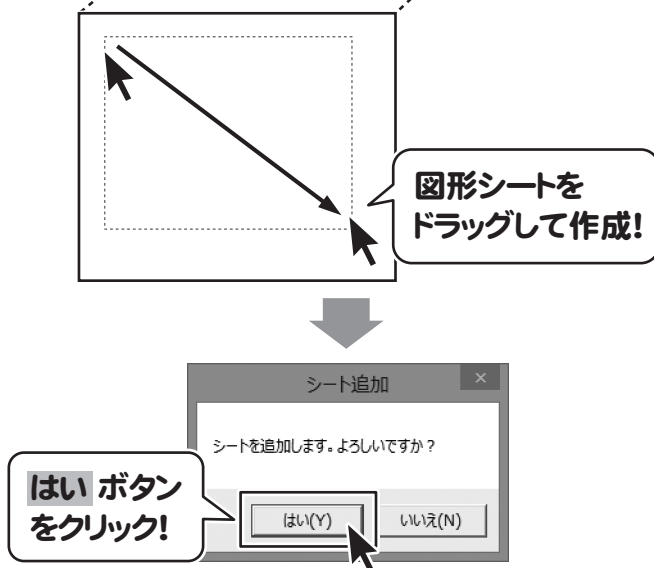 図形シートを
ドラッグして作成!
シート追加
シートを追加します。よろしいですか?
はい ボタン
をクリック!
はい(Y)
いいえ(N)